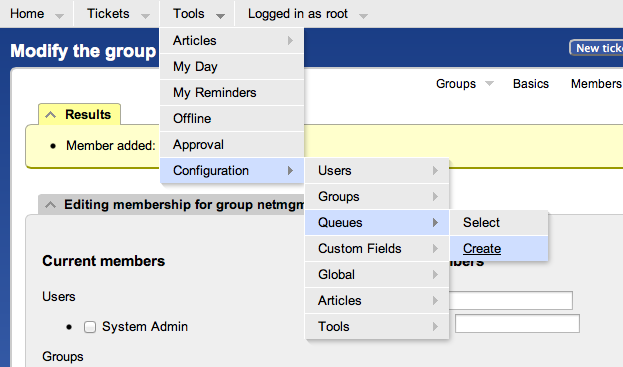 Home Tickets Tools Logged in as root
Modify the group
New ticke
Articles
My Day
My Reminders
Offline
Approval
Configuration
Groups Basics Members
Results
Member added:
Users
Groups
Queues
Custom Fields
Global
Articles
Tools
Select
Create
Editing membership for group netmgm
Current members
bers
Users
System Admin
Groups